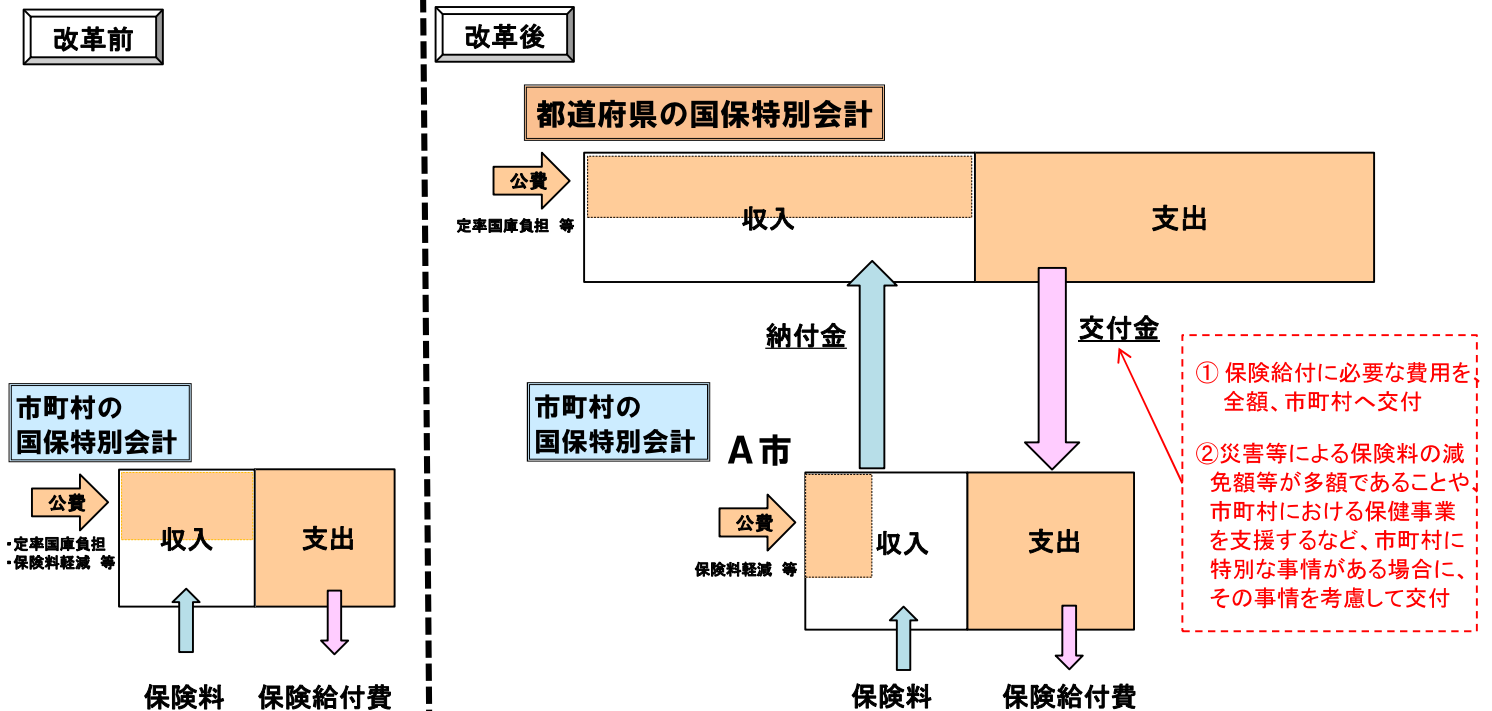 改革前
市町村の
国保特別会計
公費
・定率国庫負担
・保険料軽減 等
収入
支出
保険料
保険給付費
改革後
都道府県の国保特別会計
公費
定率国庫負担 等
収入
支出
納付金
交付金
① 保険給付に必要な費用を、
全額、市町村へ交付
②災害等による保険料の減
免額等が多額であることや、
市町村における保健事業
を支援するなど、市町村に
特別な事情がある場合に、
その事情を考慮して交付
市町村の
国保特別会計
A市
公費
保険料軽減 等
収入
支出
保険料
保険給付費